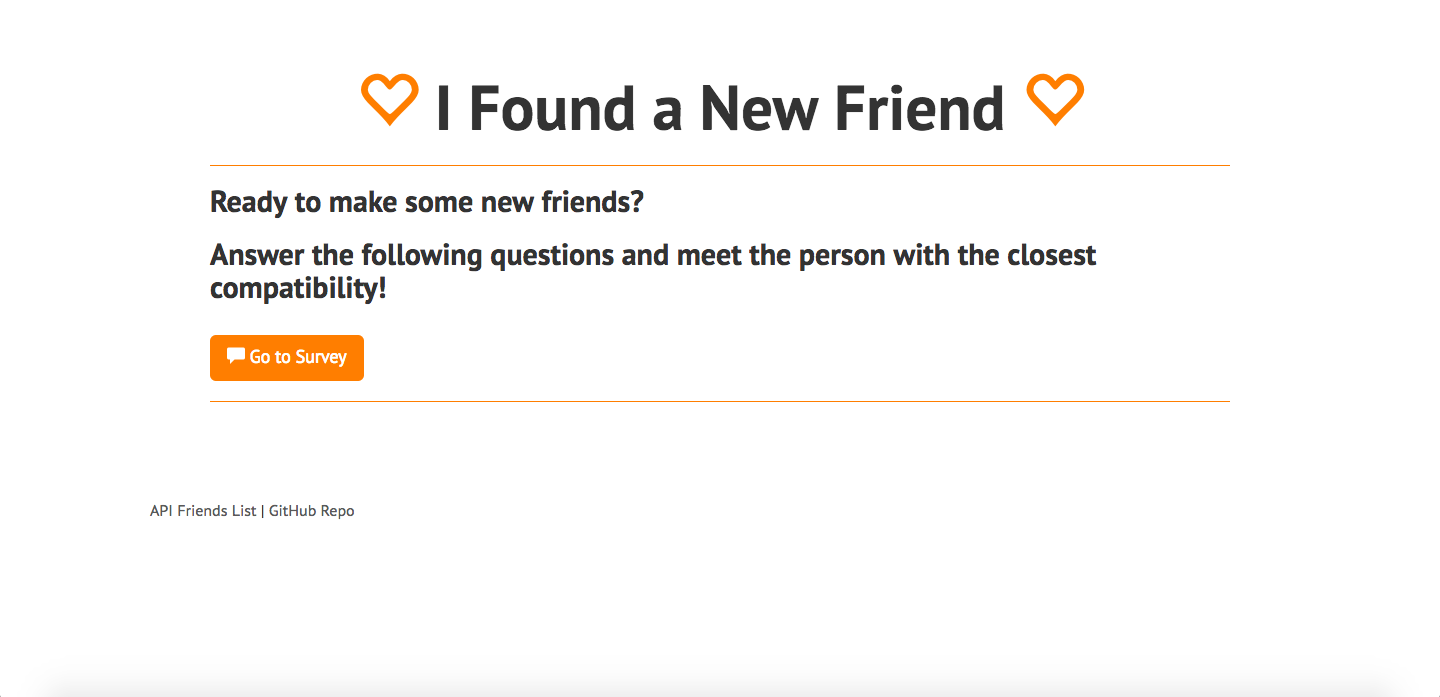 I Found a New Friend
Ready to make some new friends?
Answer the following questions and meet the person with the closest
compatibility!
Go to Survey
API Friends List | GitHub Repo